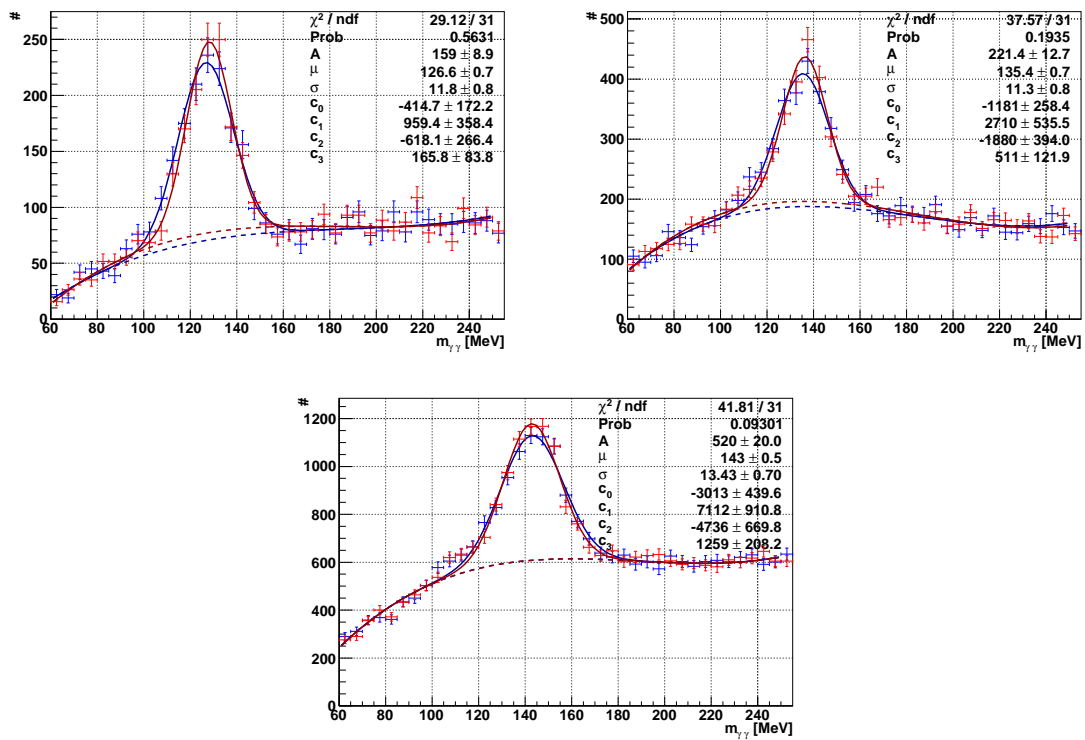 #
χ² / ndf 29.12 / 31
Prob 0.5631
A 159 ± 8.9
μ 126.6 ± 0.7
σ 11.8 ± 0.8
c₀ -414.7 ± 172.2
c₁ 959.4 ± 358.4
c₂ -618.1 ± 266.4
c₃ 165.8 ± 83.8
250
200
150
100
50
0
60 80 100 120 140 160 180 200 220 240
m_γγ [MeV]
#
χ² / ndf 37.57 / 31
Prob 0.1935
A 221.4 ± 12.7
μ 135.4 ± 0.7
σ 11.3 ± 0.8
c₀ -1181 ± 258.4
c₁ 2710 ± 535.5
c₂ -1880 ± 394.0
c₃ 511 ± 121.9
500
400
300
200
100
0
60 80 100 120 140 160 180 200 220 240
m_γγ [MeV]
#
χ² / ndf 41.81 / 31
Prob 0.09301
A 520 ± 20.0
μ 143 ± 0.5
σ 13.43 ± 0.70
c₀ -3013 ± 439.6
c₁ 7112 ± 910.8
c₂ -4736 ± 669.8
c₃ 1259 ± 208.2
1200
1000
800
600
400
200
0
60 80 100 120 140 160 180 200 220 240
m_γγ [MeV]